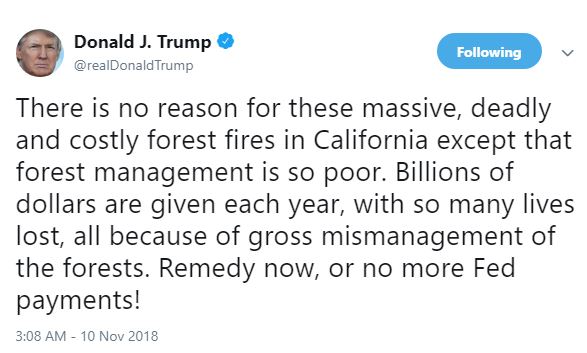 Donald J. Trump
@realDonaldTrump
Following
There is no reason for these massive, deadly
and costly forest fires in California except that
forest management is so poor. Billions of
dollars are given each year, with so many lives
lost, all because of gross mismanagement of
the forests. Remedy now, or no more Fed
payments!
3:08 AM - 10 Nov 2018